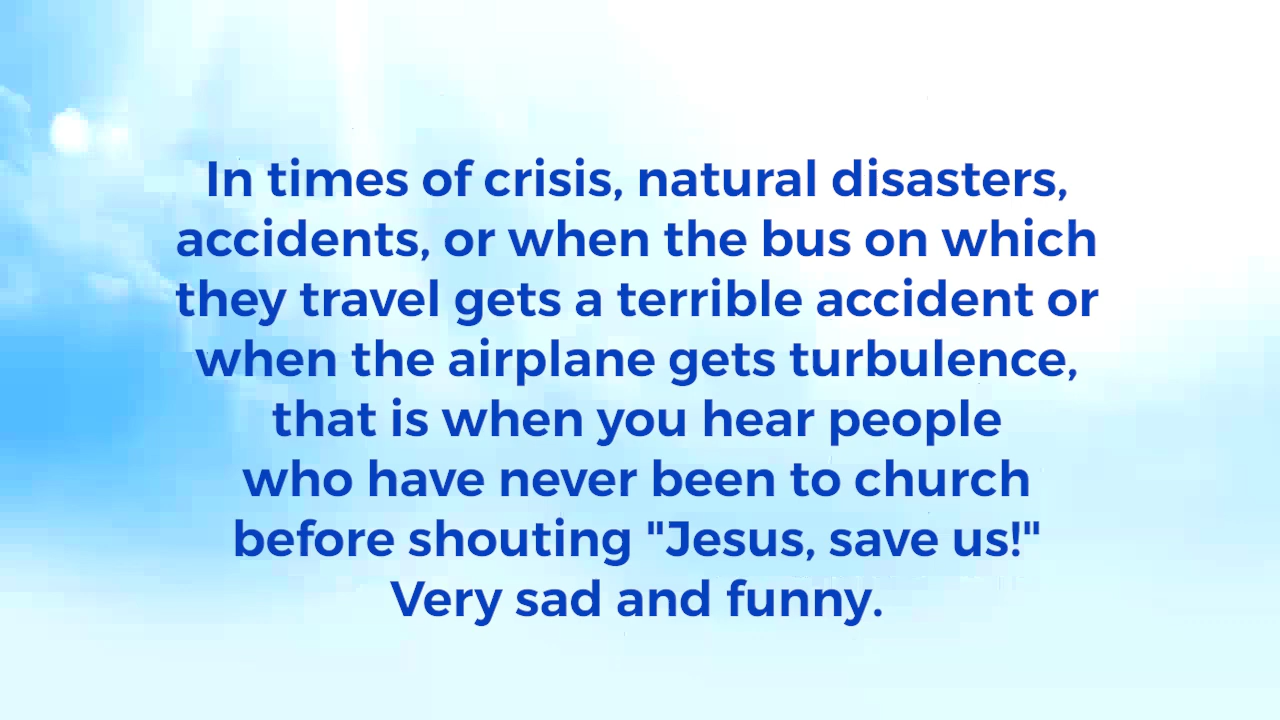 In times of crisis, natural disasters,
accidents, or when the bus on which
they travel gets a terrible accident or
when the airplane gets turbulence,
that is when you hear people
who have never been to church
before shouting "Jesus, save us!"
Very sad and funny.